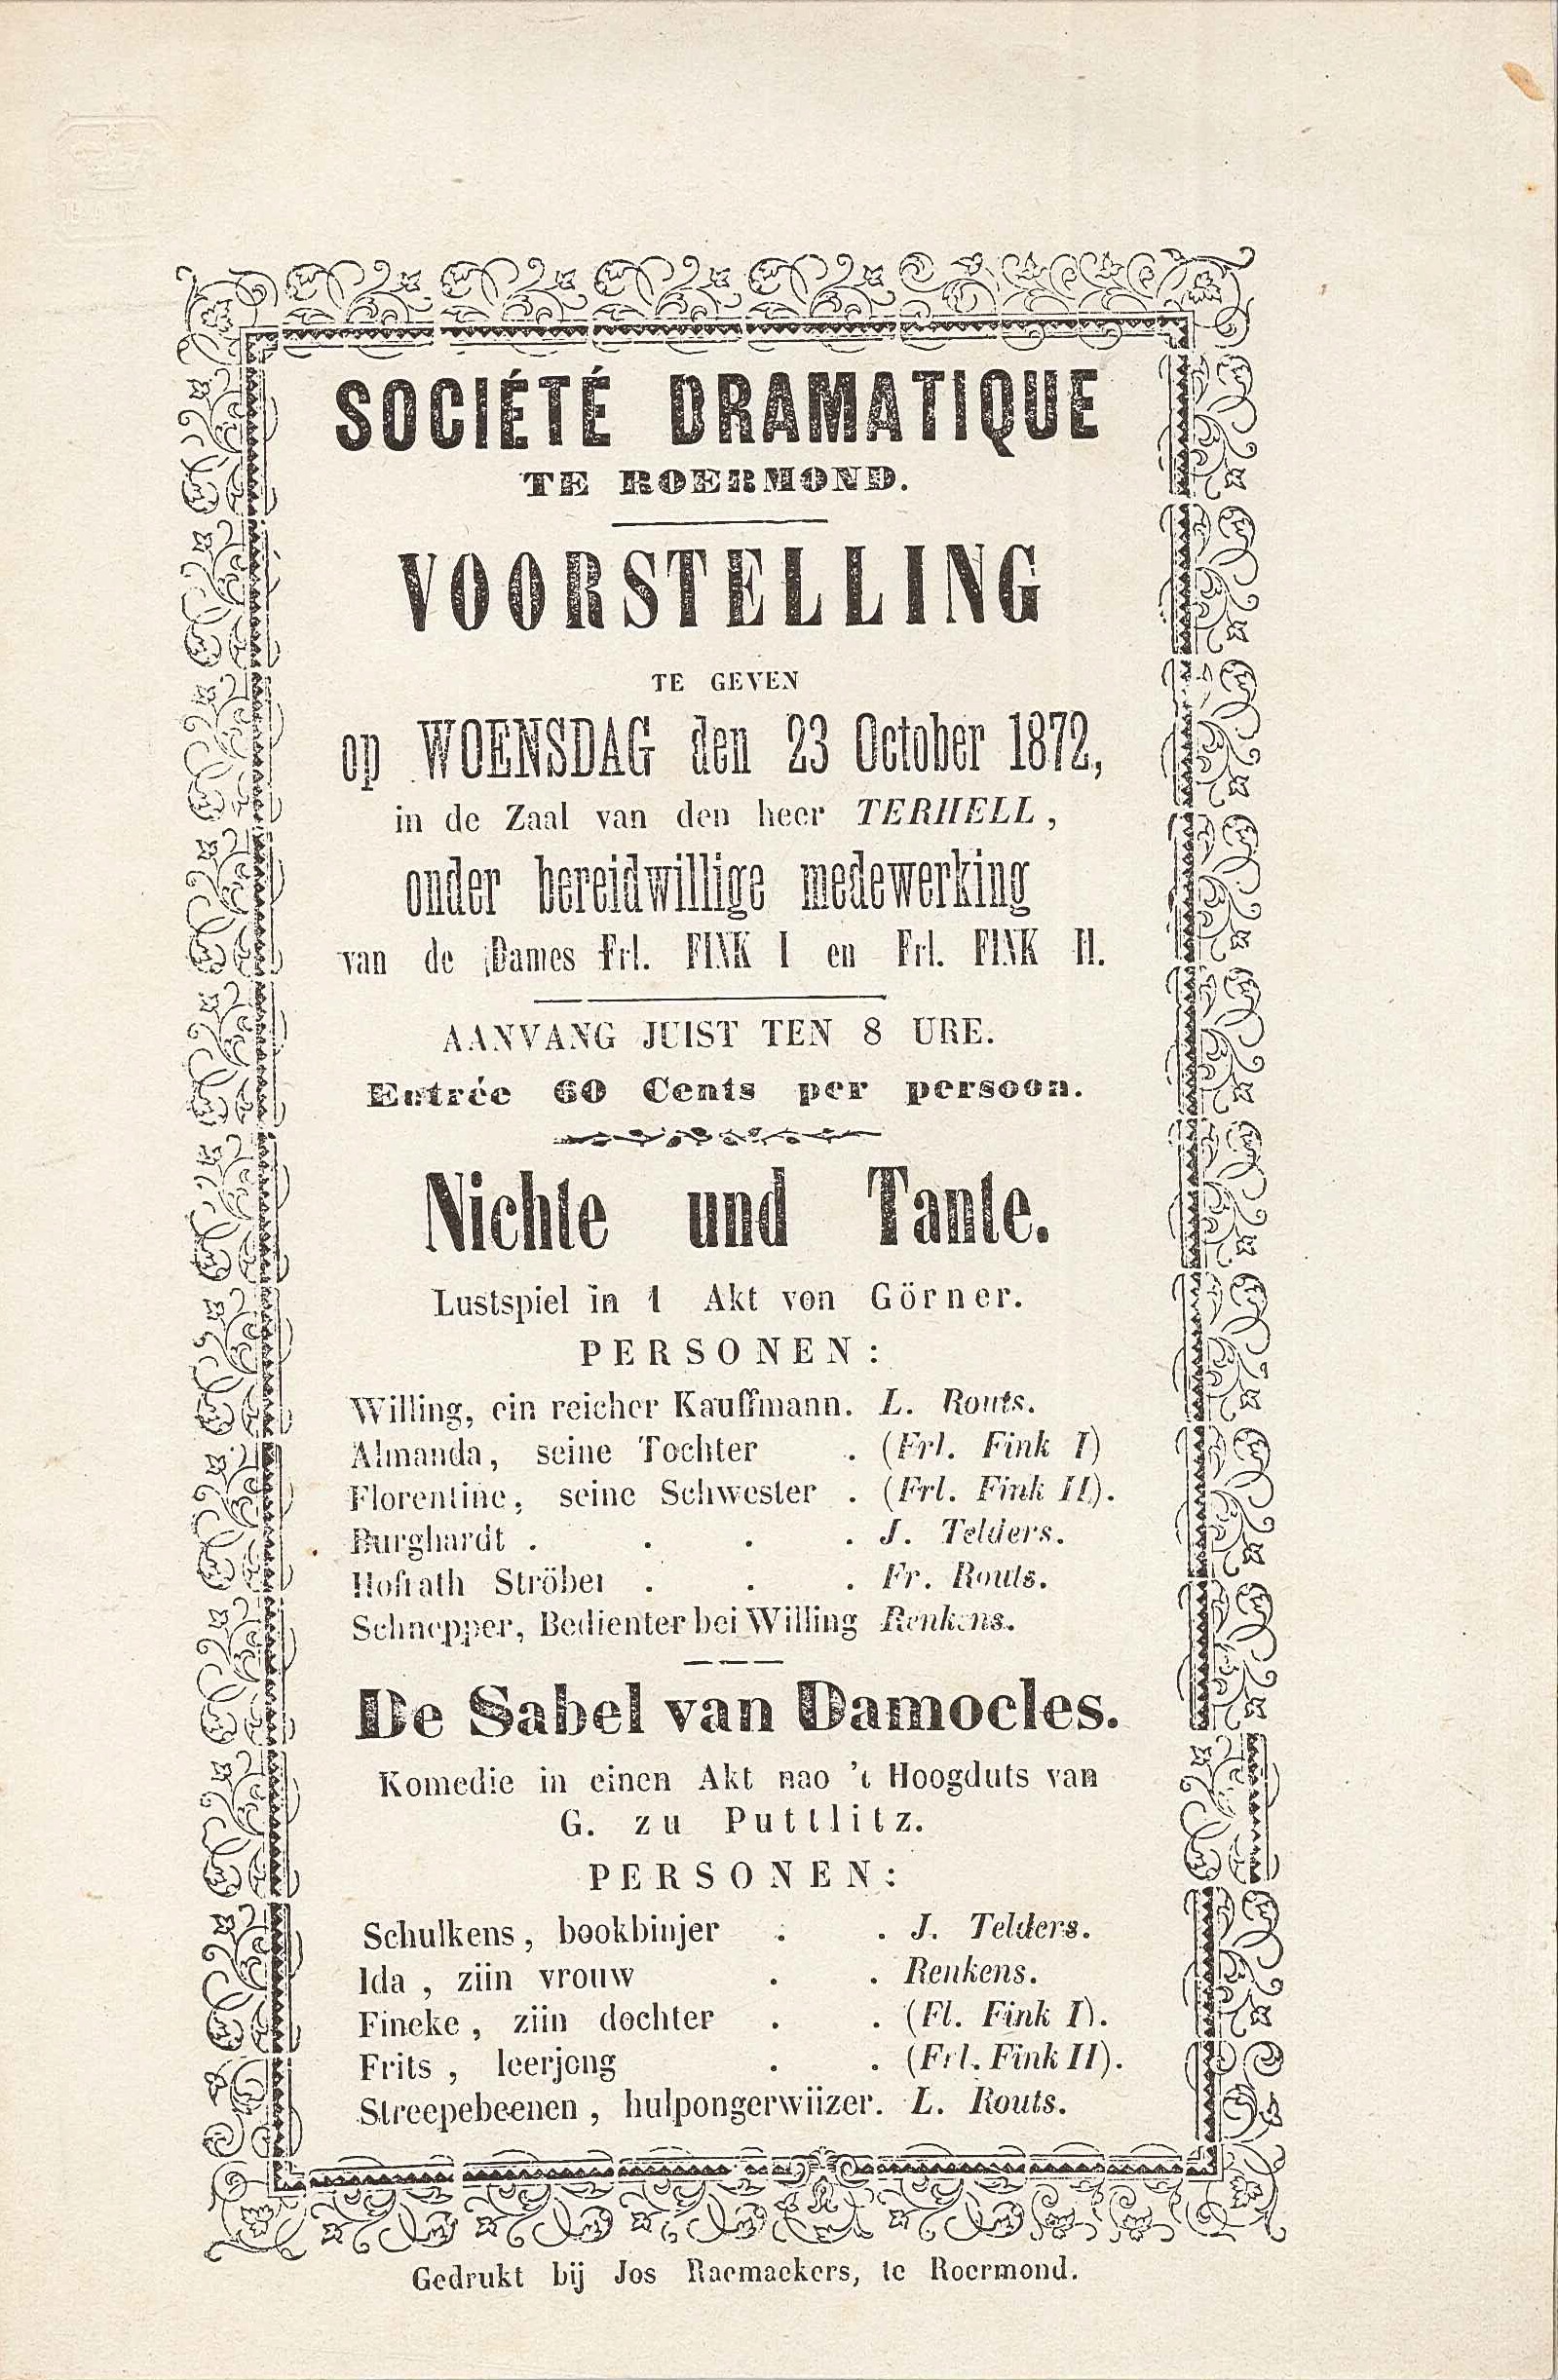 SOCIÉTÉ DRAMATIQUE
TE ROERMOND.
VOORSTELLING
TE GEVEN
op WOENSDAG den 23 October 1872,
in de Zaal van den heer TERHELL,
onder bereidwillige medewerking
van de Dames Frl. FINK I en Frl. FINK II.
AANVANG JUIST TEN 8 URE.
Entrée 60 Cents per persoon.
Nichte und Tante.
Lustspiel in 1 Akt von Görner.
PERSONEN:
Willing, ein reicher Kauffmann. L. Routs.
Almanda, seine Tochter . (Frl. Fink I)
Florentine, seine Schwester . (Frl. Fink II).
Burghardt . . . . J. Telders.
Hofrath Ströber . . . Fr. Routs.
Schnepper, Bedienter bei Willing Renkens.
De Sabel van Damocles.
Komedie in einen Akt nao 't Hoogduts van
G. zu Puttlitz.
PERSONEN:
Schulkens, bookbinjer . . J. Telders.
Ida, ziin vrouw . . Renkens.
Fineke, ziin dochter . . (Fl. Fink I).
Frits, leerjong . . (Frl. Fink II).
Streepebeenen, hulpongerwiizer. L. Routs.
Gedrukt bij Jos Raemaekers, te Roermond.